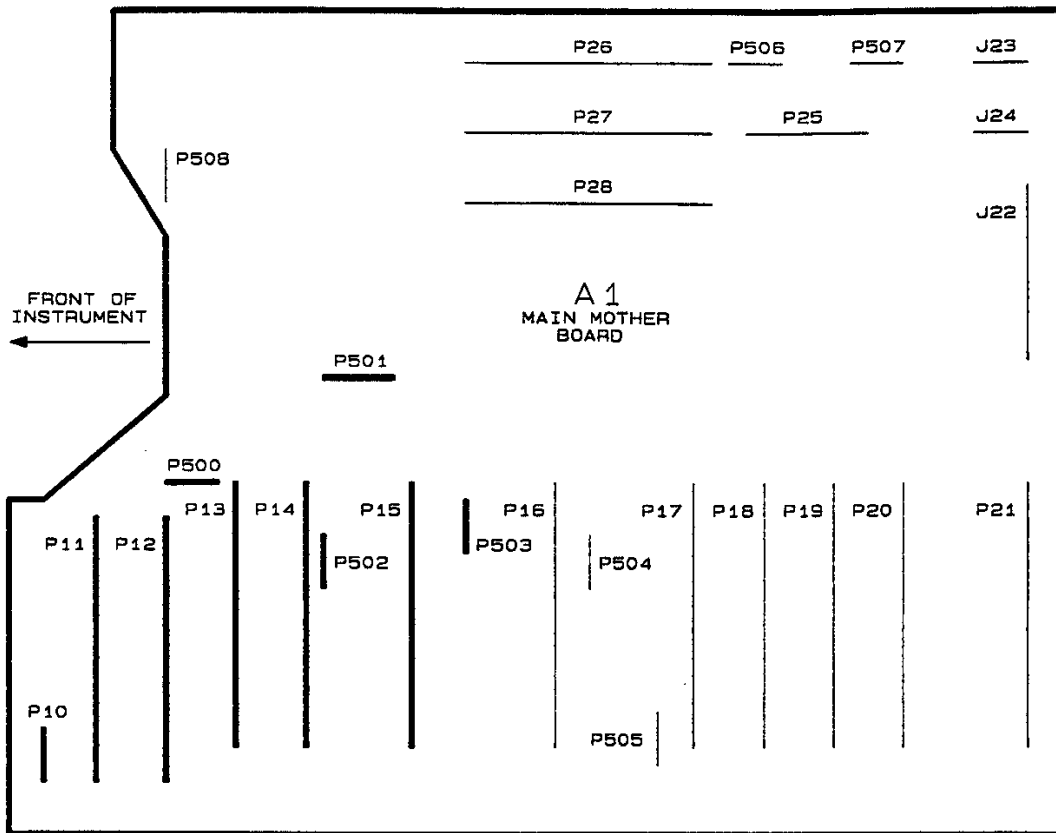 P26 P506 P507 J23
P27 P25 J24
P508
P28
J22
FRONT OF
INSTRUMENT
A1
MAIN MOTHER
BOARD
P501
P500
P13 P14 P15 P16 P17 P18 P19 P20 P21
P11 P12 P503
P502 P504
P10
P505